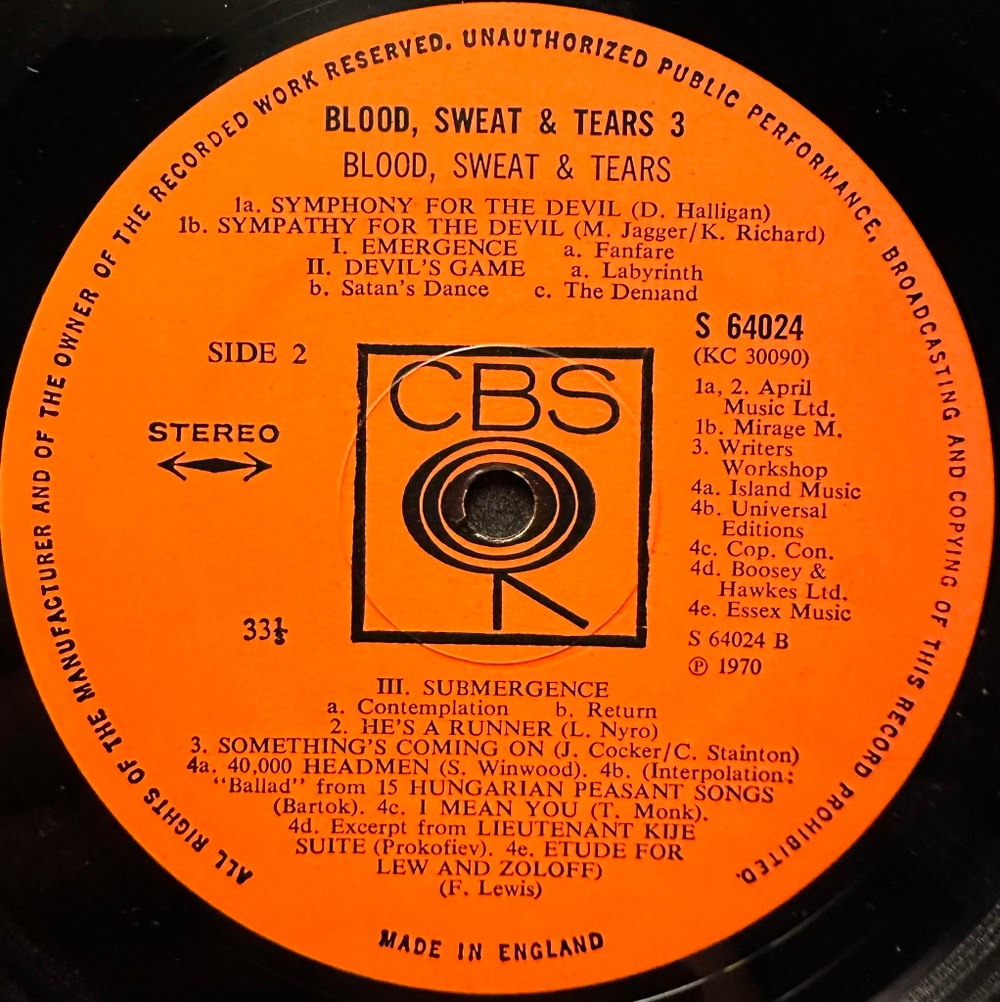 ALL RIGHTS OF THE MANUFACTURER AND OF THE OWNER OF THE RECORDED WORK RESERVED. UNAUTHORIZED PUBLIC PERFORMANCE, BROADCASTING AND COPYING OF THIS RECORD PROHIBITED.
BLOOD, SWEAT & TEARS 3
BLOOD, SWEAT & TEARS
1a. SYMPHONY FOR THE DEVIL (D. Halligan)
1b. SYMPATHY FOR THE DEVIL (M. Jagger/K. Richard)
I. EMERGENCE a. Fanfare
II. DEVIL'S GAME a. Labyrinth
b. Satan's Dance c. The Demand
SIDE 2
STEREO
33⅓
CBS
S 64024
(KC 30090)
1a, 2. April
Music Ltd.
1b. Mirage M.
3. Writers
Workshop
4a. Island Music
4b. Universal
Editions
4c. Cop. Con.
4d. Boosey &
Hawkes Ltd.
4e. Essex Music
S 64024 B
℗ 1970
III. SUBMERGENCE
a. Contemplation b. Return
2. HE'S A RUNNER (L. Nyro)
3. SOMETHING'S COMING ON (J. Cocker/C. Stainton)
4a. 40,000 HEADMEN (S. Winwood). 4b. (Interpolation:
"Ballad" from 15 HUNGARIAN PEASANT SONGS
(Bartok). 4c. I MEAN YOU (T. Monk).
4d. Excerpt from LIEUTENANT KIJE
SUITE (Prokofiev). 4e. ETUDE FOR
LEW AND ZOLOFF)
(F. Lewis)
MADE IN ENGLAND